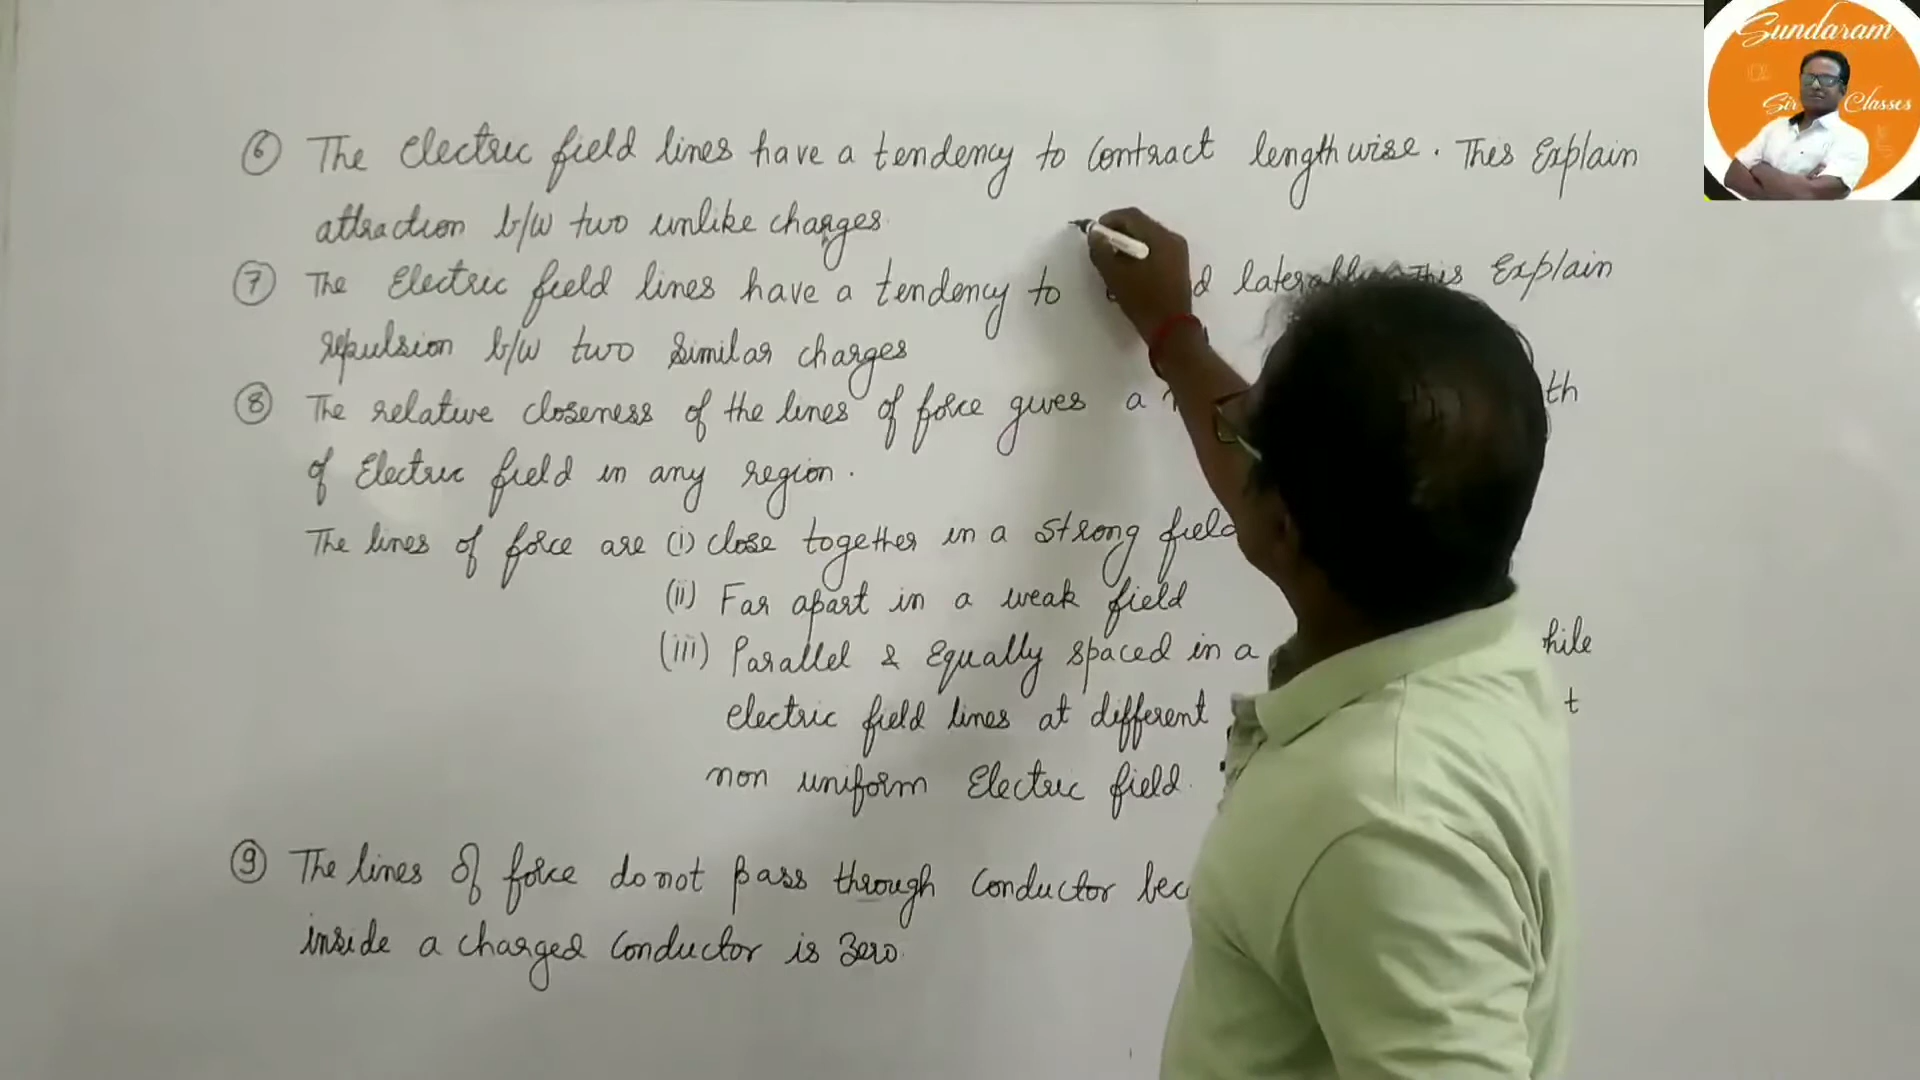 Sundaram
Sir Classes
⑥ The Electric field lines have a tendency to Contract lengthwise. This Explain
attraction b/w two unlike charges.
⑦ The Electric field lines have a tendency to laterally This Explain
repulsion b/w two Similar charges
⑧ The relative closeness of the lines of force gives a th
of Electric field in any region.
The lines of force are (i) close together in a strong field
(ii) Far apart in a weak field
(iii) Parallel & Equally spaced in a hile
electric field lines at different t
non uniform Electric field.
⑨ The lines of force do not pass through Conductor bec
inside a charged Conductor is Zero.